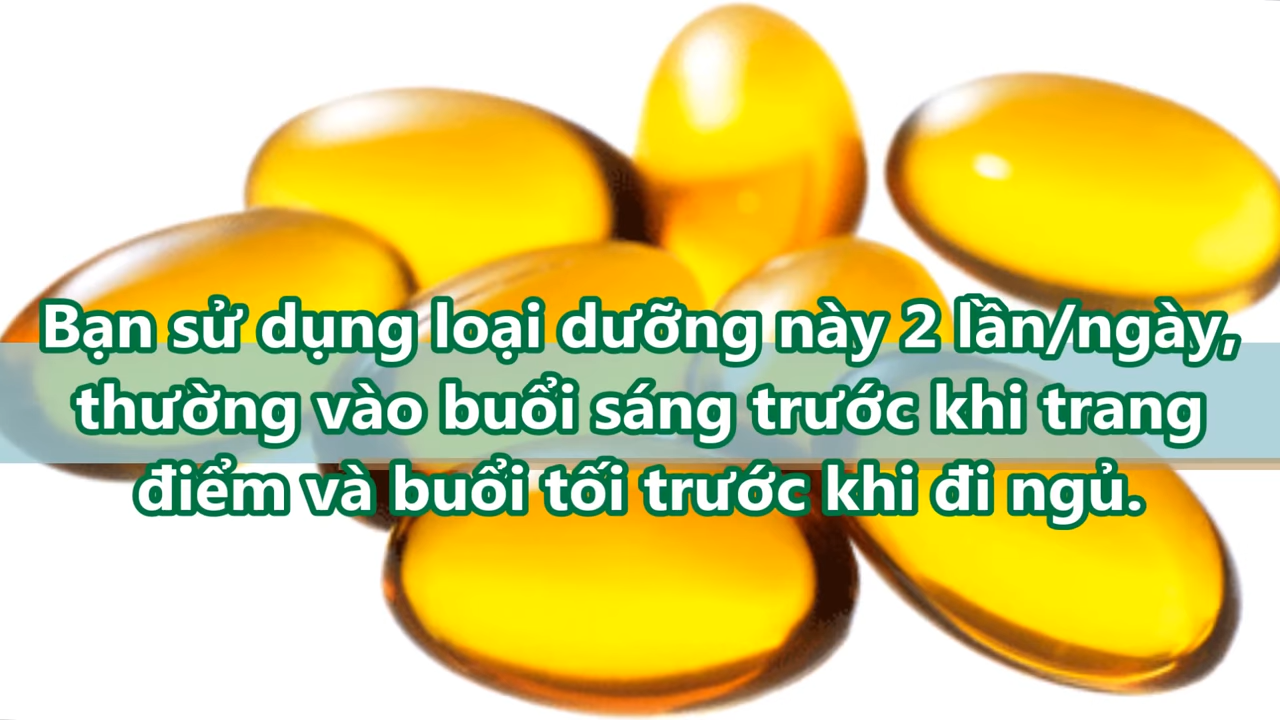 Bạn sử dụng loại dưỡng này 2 lần/ngày,
thường vào buổi sáng trước khi trang
điểm và buổi tối trước khi đi ngủ.